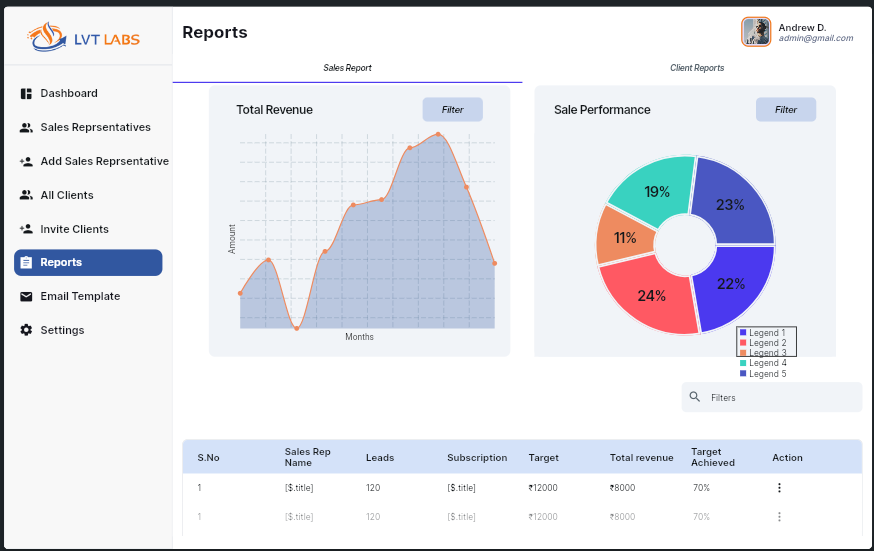 LVT LABS
Dashboard
Sales Reprsentatives
Add Sales Reprsentative
All Clients
Invite Clients
Reports
Email Template
Settings
Reports
Andrew D.
admin@gmail.com
Sales Report
Client Reports
Total Revenue
Filter
Amount
Months
Sale Performance
Filter
19%
23%
11%
24%
22%
Legend 1
Legend 2
Legend 3
Legend 4
Legend 5
Filters
S.No Sales Rep Name Leads Subscription Target Total revenue Target Achieved Action
1 [$.title] 120 [$.title] ₹12000 ₹8000 70%
1 [$.title] 120 [$.title] ₹12000 ₹8000 70%